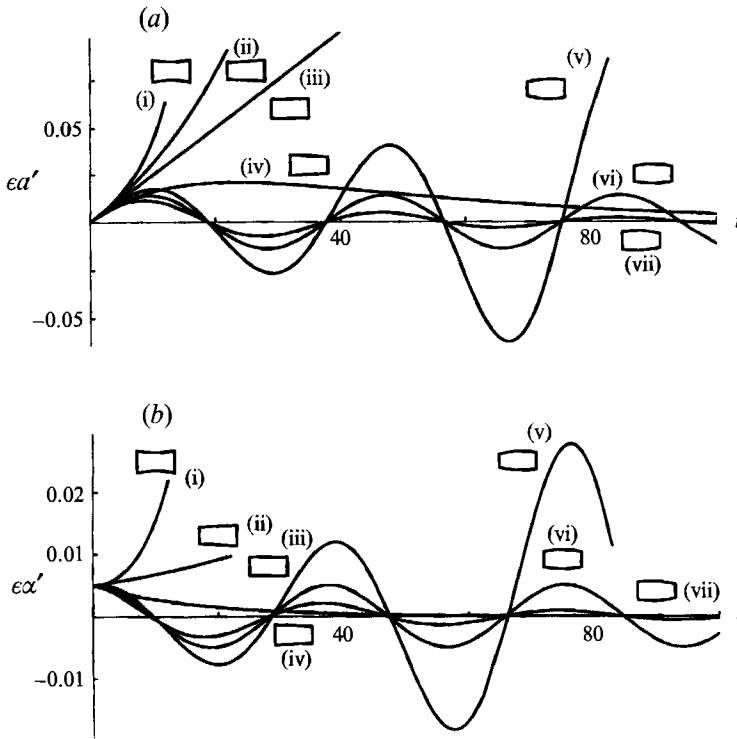 (a)
(i)
(ii)
(iii)
(v)
0.05
ϵa′
(iv)
(vi)
40
80
(vii)
−0.05
(b)
(v)
(i)
0.02
(ii)
(iii)
(vi)
0.01
ϵα′
(vii)
40
80
(iv)
−0.01